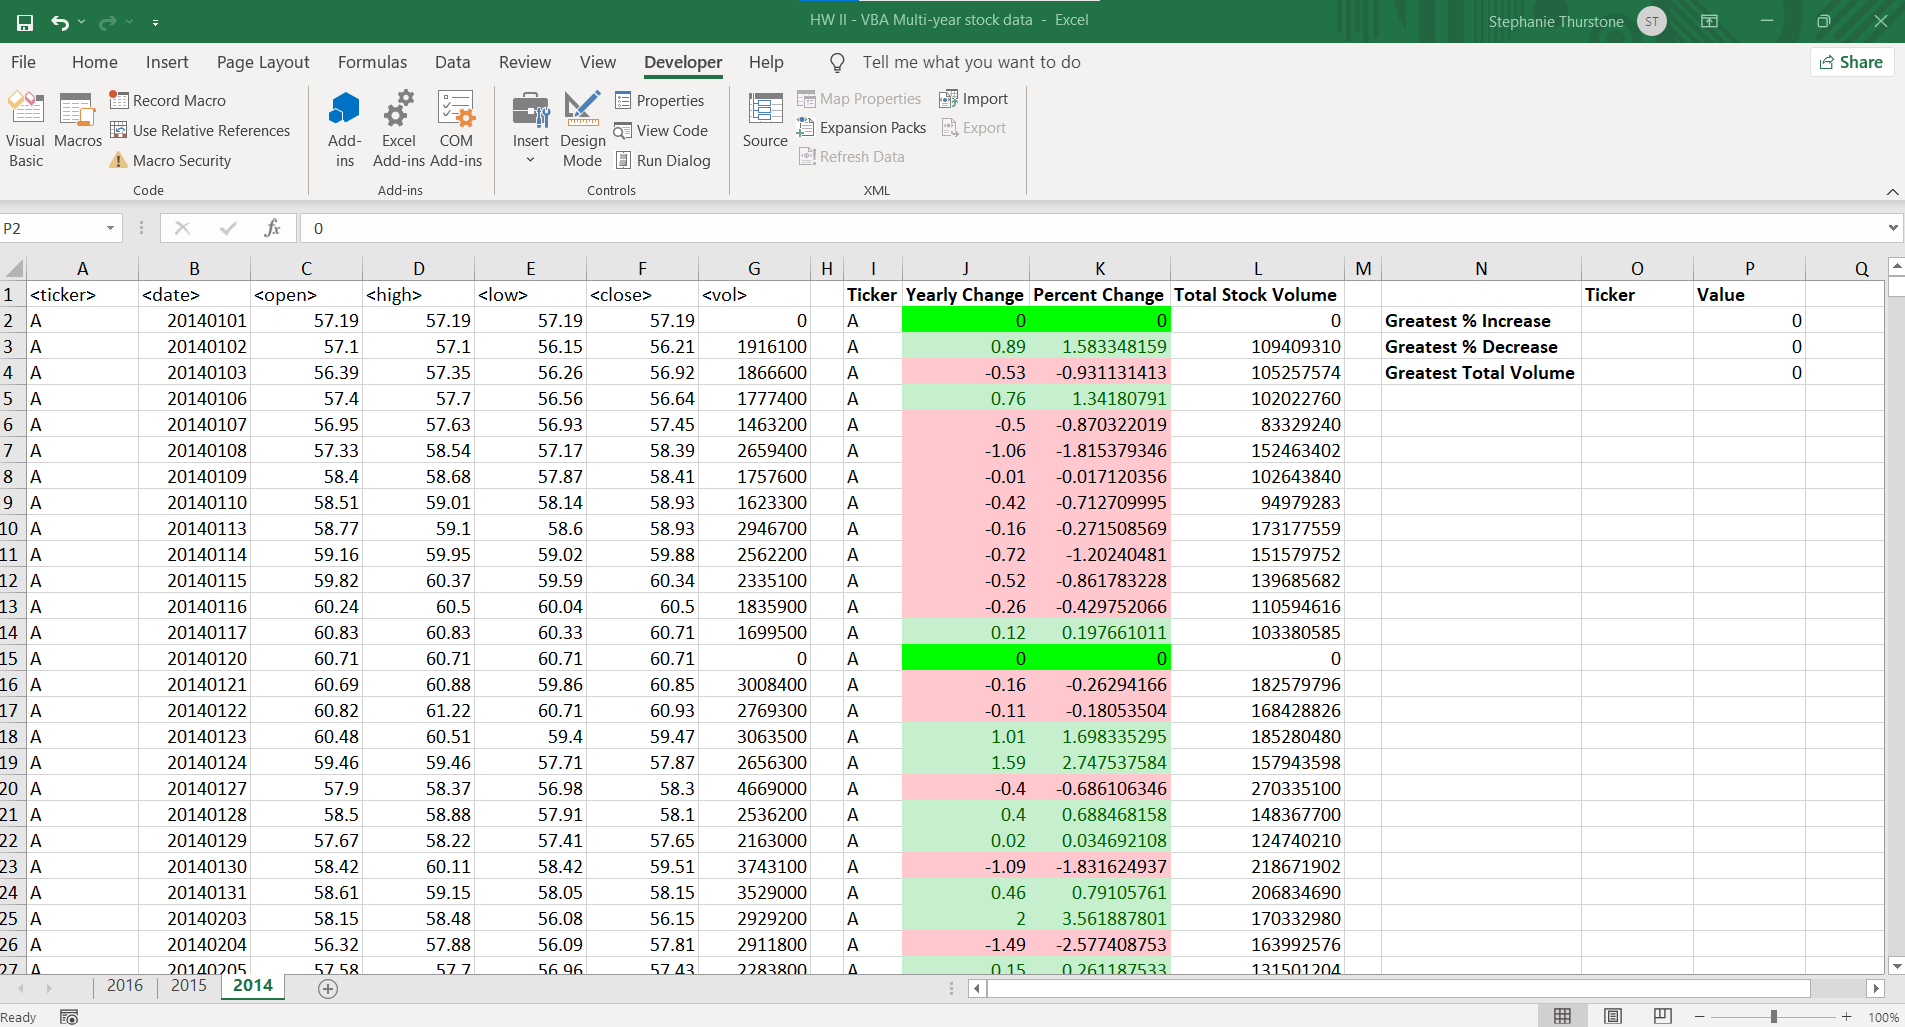 HW II - VBA Multi-year stock data - Excel
Stephanie Thurstone ST
File Home Insert Page Layout Formulas Data Review View Developer Help Tell me what you want to do Share
Visual Basic
Macros
Record Macro
Use Relative References
Macro Security
Code
Add-ins
Excel Add-ins
COM Add-ins
Add-ins
Insert
Design Mode
Properties
View Code
Run Dialog
Controls
Source
Map Properties
Expansion Packs
Refresh Data
Import
Export
XML
P2 fx 0
A B C D E F G H I J K L M N O P Q
1 <ticker> <date> <open> <high> <low> <close> <vol> Ticker Yearly Change Percent Change Total Stock Volume Ticker Value
2 A 20140101 57.19 57.19 57.19 57.19 0 A 0 0 0 Greatest % Increase 0
3 A 20140102 57.1 57.1 56.15 56.21 1916100 A 0.89 1.583348159 109409310 Greatest % Decrease 0
4 A 20140103 56.39 57.35 56.26 56.92 1866600 A -0.53 -0.931131413 105257574 Greatest Total Volume 0
5 A 20140106 57.4 57.7 56.56 56.64 1777400 A 0.76 1.34180791 102022760
6 A 20140107 56.95 57.63 56.93 57.45 1463200 A -0.5 -0.870322019 83329240
7 A 20140108 57.33 58.54 57.17 58.39 2659400 A -1.06 -1.815379346 152463402
8 A 20140109 58.4 58.68 57.87 58.41 1757600 A -0.01 -0.017120356 102643840
9 A 20140110 58.51 59.01 58.14 58.93 1623300 A -0.42 -0.712709995 94979283
10 A 20140113 58.77 59.1 58.6 58.93 2946700 A -0.16 -0.271508569 173177559
11 A 20140114 59.16 59.95 59.02 59.88 2562200 A -0.72 -1.20240481 151579752
12 A 20140115 59.82 60.37 59.59 60.34 2335100 A -0.52 -0.861783228 139685682
13 A 20140116 60.24 60.5 60.04 60.5 1835900 A -0.26 -0.429752066 110594616
14 A 20140117 60.83 60.83 60.33 60.71 1699500 A 0.12 0.197661011 103380585
15 A 20140120 60.71 60.71 60.71 60.71 0 A 0 0 0
16 A 20140121 60.69 60.88 59.86 60.85 3008400 A -0.16 -0.26294166 182579796
17 A 20140122 60.82 61.22 60.71 60.93 2769300 A -0.11 -0.18053504 168428826
18 A 20140123 60.48 60.51 59.4 59.47 3063500 A 1.01 1.698335295 185280480
19 A 20140124 59.46 59.46 57.71 57.87 2656300 A 1.59 2.747537584 157943598
20 A 20140127 57.9 58.37 56.98 58.3 4669000 A -0.4 -0.686106346 270335100
21 A 20140128 58.5 58.88 57.91 58.1 2536200 A 0.4 0.688468158 148367700
22 A 20140129 57.67 58.22 57.41 57.65 2163000 A 0.02 0.034692108 124740210
23 A 20140130 58.42 60.11 58.42 59.51 3743100 A -1.09 -1.831624937 218671902
24 A 20140131 58.61 59.15 58.05 58.15 3529000 A 0.46 0.79105761 206834690
25 A 20140203 58.15 58.48 56.08 56.15 2929200 A 2 3.561887801 170332980
26 A 20140204 56.32 57.88 56.09 57.81 2911800 A -1.49 -2.577408753 163992576
27 A 20140205 57.58 57.7 56.96 57.43 2283800 A 0.15 0.261187533 131501204
2016 2015 2014
Ready 100%